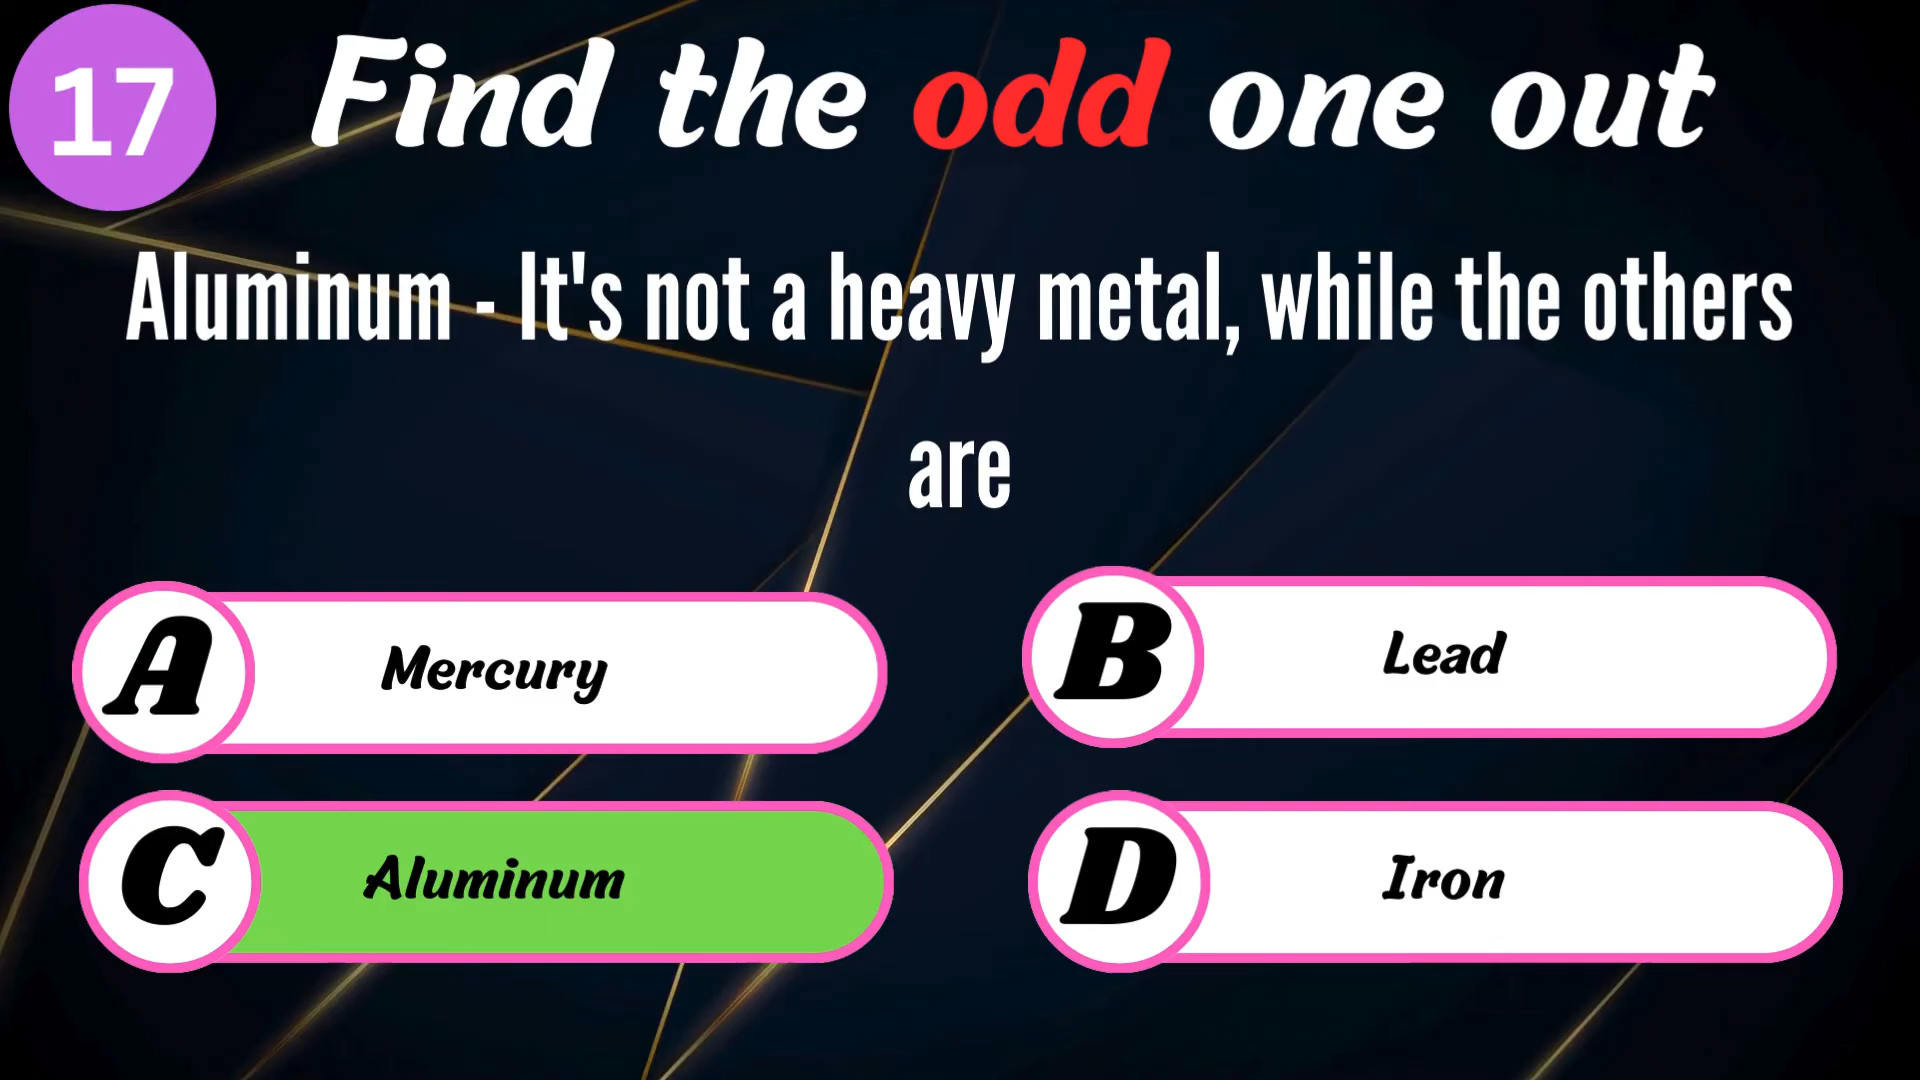 17
Find the odd one out
Aluminum - It's not a heavy metal, while the others
are
A
Mercury
B
Lead
C
Aluminum
D
Iron